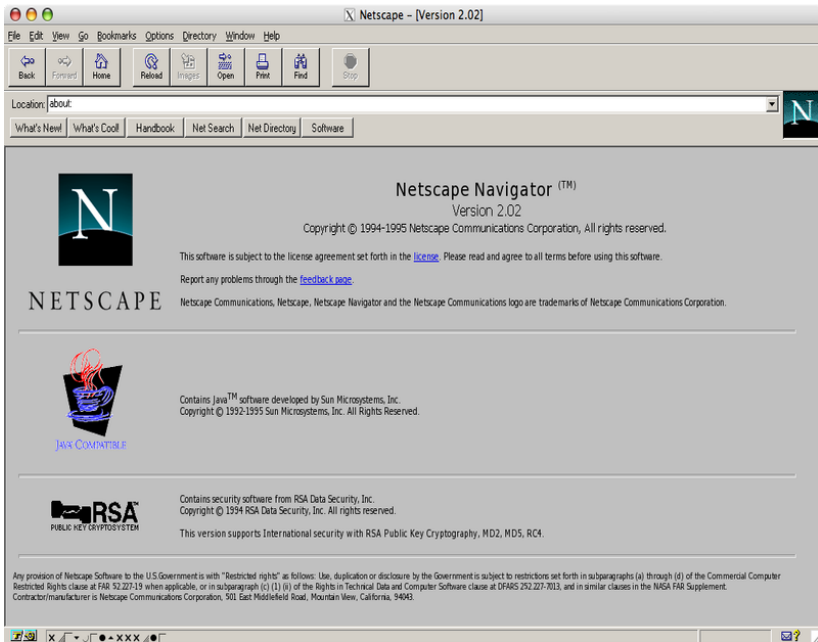 X Netscape – [Version 2.02]
File Edit View Go Bookmarks Options Directory Window Help
Back Forward Home Reload Images Open Print Find Stop
Location: about:
N
What's New! What's Cool! Handbook Net Search Net Directory Software
N
NETSCAPE
Netscape Navigator (TM)
Version 2.02
Copyright © 1994-1995 Netscape Communications Corporation, All rights reserved.
This software is subject to the license agreement set forth in the license. Please read and agree to all terms before using this software.
Report any problems through the feedback page.
Netscape Communications, Netscape, Netscape Navigator and the Netscape Communications logo are trademarks of Netscape Communications Corporation.
JAVA COMPATIBLE
Contains Java™ software developed by Sun Microsystems, Inc.
Copyright © 1992-1995 Sun Microsystems, Inc. All Rights Reserved.
RSA™
PUBLIC KEY CRYPTOSYSTEM
Contains security software from RSA Data Security, Inc.
Copyright © 1994 RSA Data Security, Inc. All rights reserved.
This version supports International security with RSA Public Key Cryptography, MD2, MD5, RC4.
Any provision of Netscape Software to the U.S.Government is with "Restricted rights" as follows: Use, duplication or disclosure by the Government is subject to restrictions set forth in subparagraphs (a) through (d) of the Commercial Computer
Restricted Rights clause at FAR 52.227-19 when applicable, or in subparagraph (c) (1) (ii) of the Rights in Technical Data and Computer Software clause at DFARS 252.227-7013, and in similar clauses in the NASA FAR Supplement.
Contractor/manufacturer is Netscape Communications Corporation, 501 East Middlefield Road, Mountain View, California, 94043.